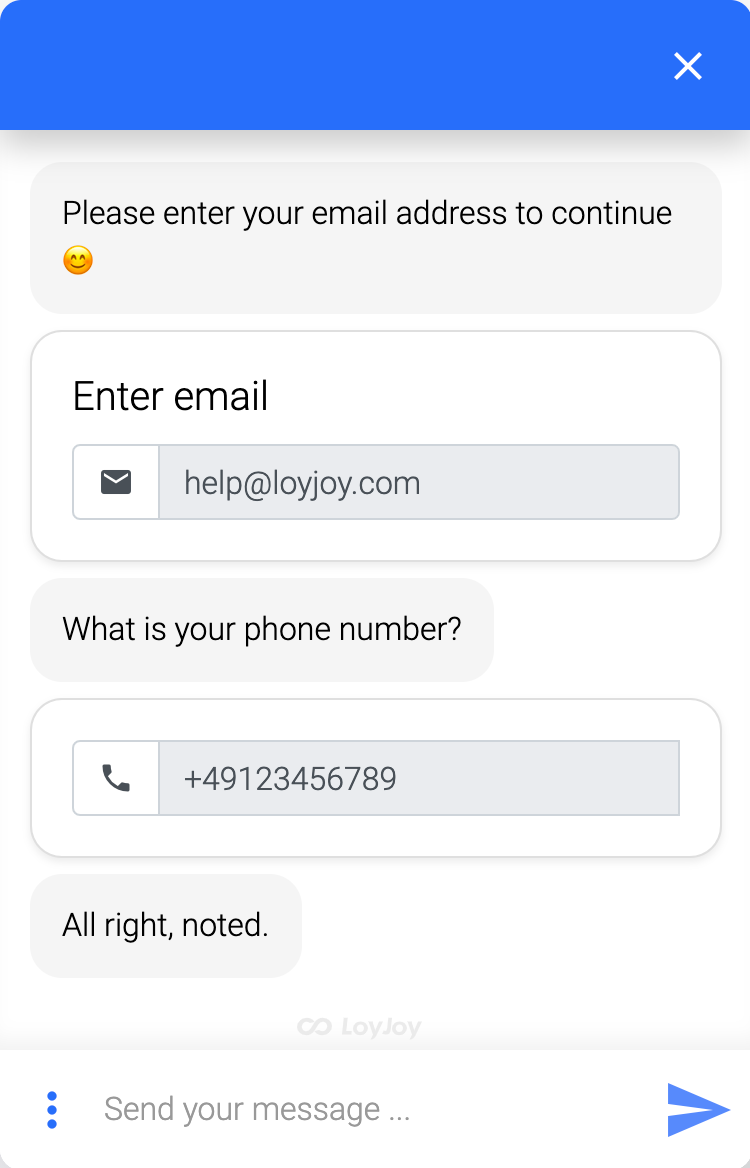 Please enter your email address to continue
😊
Enter email
help@loyjoy.com
What is your phone number?
+49123456789
All right, noted.
LoyJoy
Send your message ...